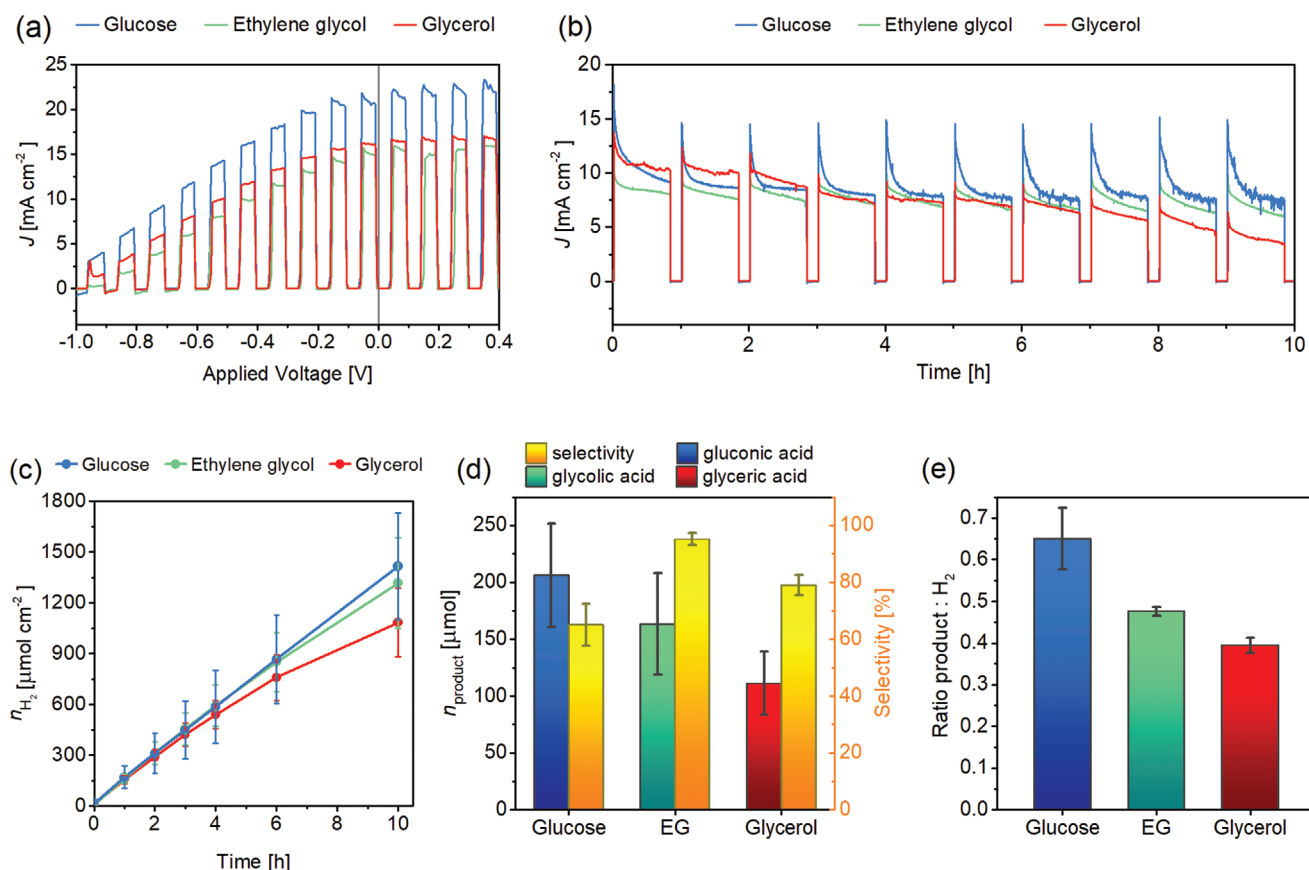 (a)
Glucose Ethylene glycol Glycerol
J [mA cm⁻²]
25
20
15
10
5
0
-1.0 -0.8 -0.6 -0.4 -0.2 0.0 0.2 0.4
Applied Voltage [V]
(b)
Glucose Ethylene glycol Glycerol
J [mA cm⁻²]
20
15
10
5
0
0 2 4 6 8 10
Time [h]
(c)
Glucose Ethylene glycol Glycerol
n_H₂ [µmol cm⁻²]
1800
1500
1200
900
600
300
0
0 2 4 6 8 10
Time [h]
(d)
selectivity gluconic acid
glycolic acid glyceric acid
n_product [µmol]
250
200
150
100
50
0
Glucose EG Glycerol
100
80
60
40
20
0
Selectivity [%]
(e)
Ratio product : H₂
0.7
0.6
0.5
0.4
0.3
0.2
0.1
0.0
Glucose EG Glycerol